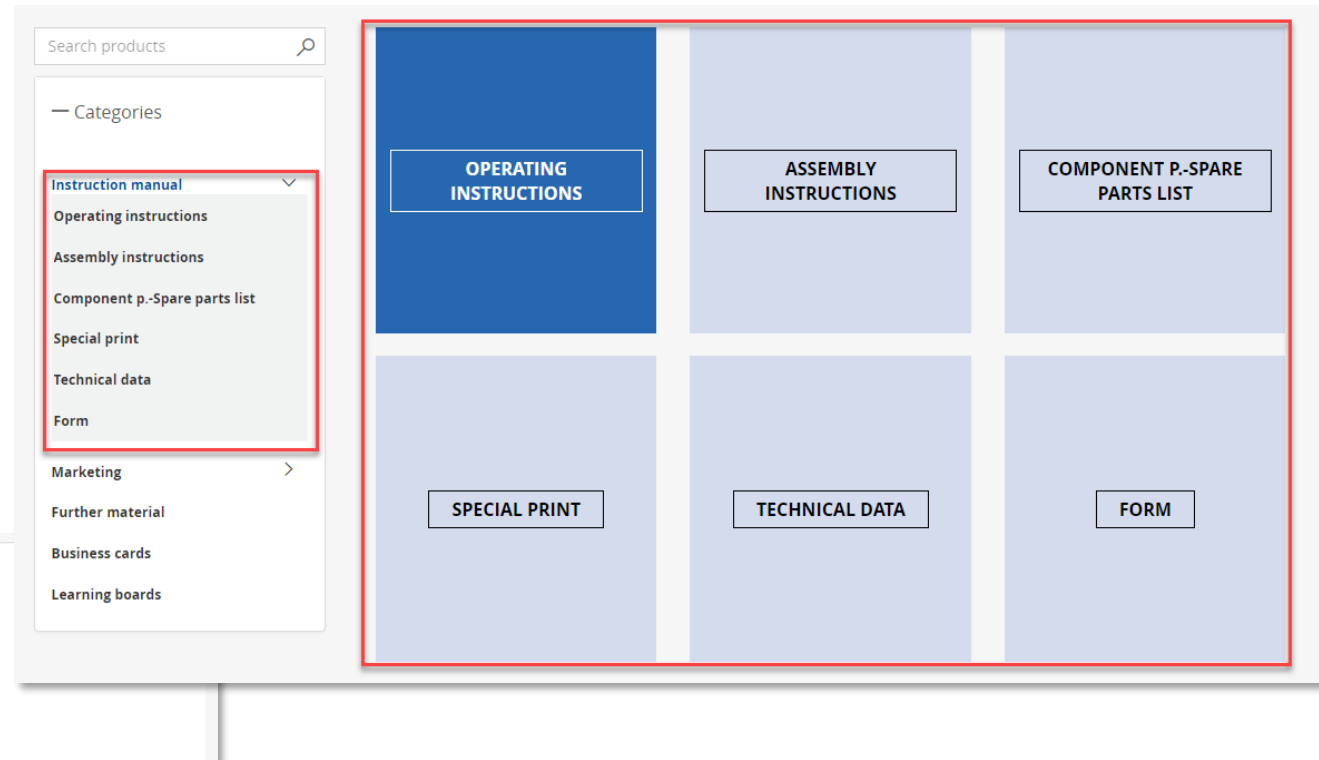 Search products
Categories
Instruction manual
Operating instructions
Assembly instructions
Component p.-Spare parts list
Special print
Technical data
Form
Marketing
Further material
Business cards
Learning boards
OPERATING
INSTRUCTIONS
ASSEMBLY
INSTRUCTIONS
COMPONENT P.-SPARE
PARTS LIST
SPECIAL PRINT
TECHNICAL DATA
FORM